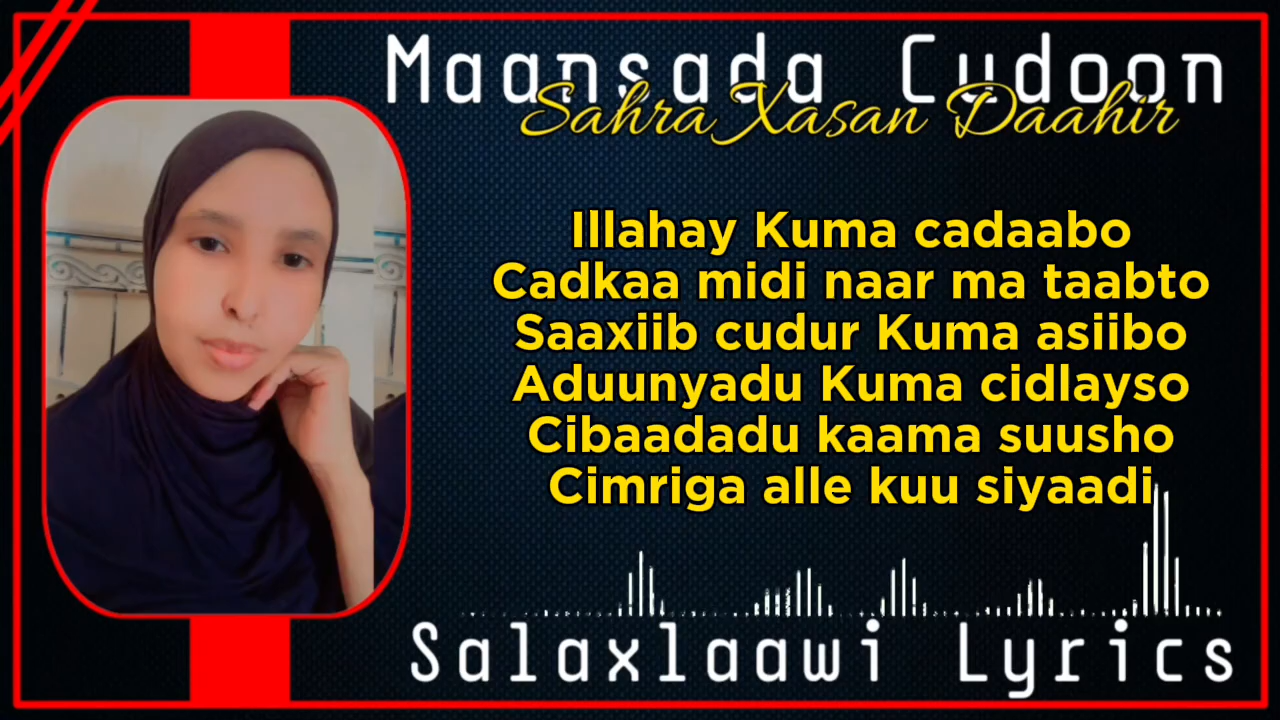 Maansada Cudoon
Sahra Xasan Daahir
Illahay Kuma cadaabo
Cadkaa midi naar ma taabto
Saaxiib cudur Kuma asiibo
Aduunyadu Kuma cidlayso
Cibaadadu kaama suusho
Cimriga alle kuu siyaadi
Salaxlaawi Lyrics